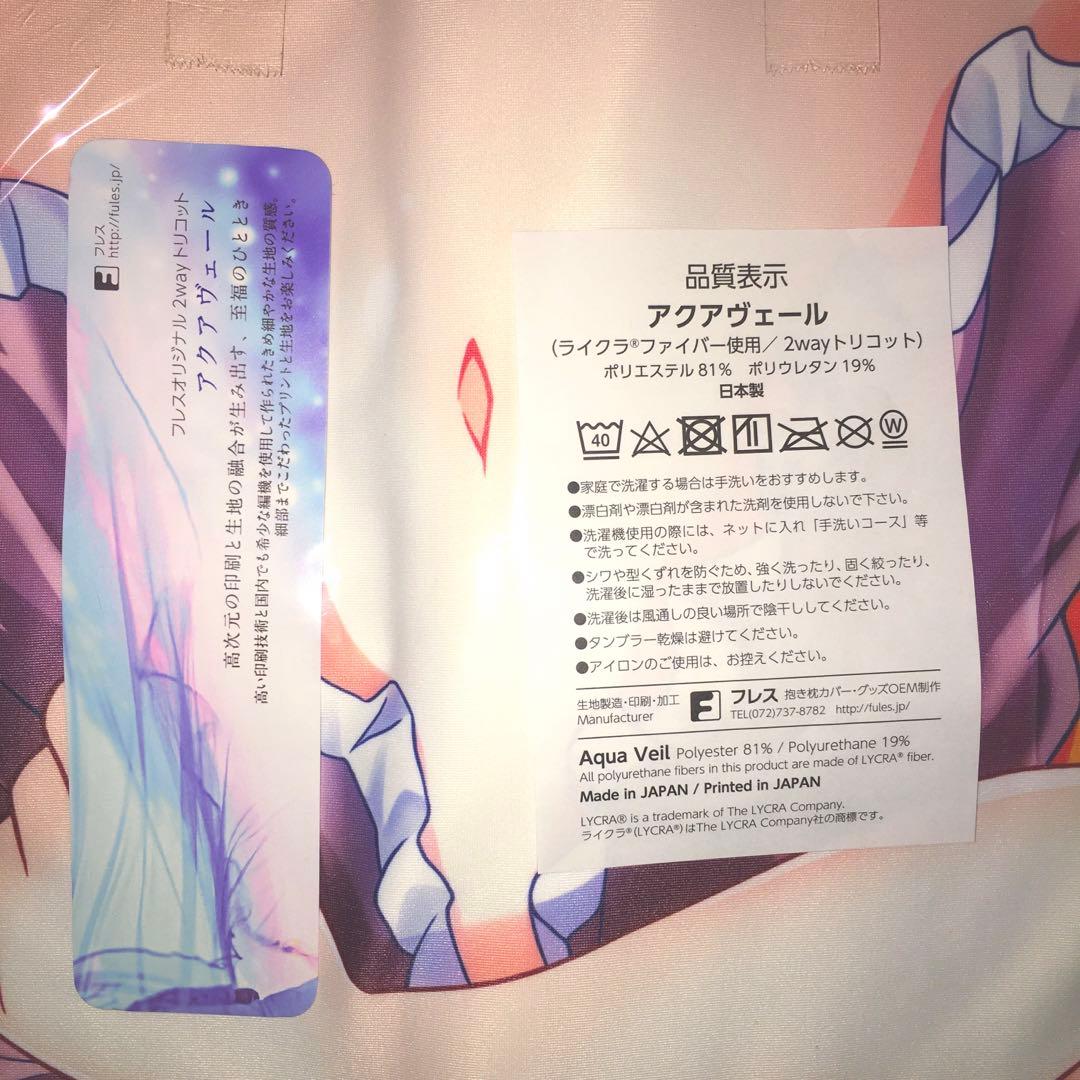 フレス
http://fules.jp/
フレスオリジナル 2wayトリコット
アクアヴェール
高次元の印刷と生地の融合が生み出す、至福のひととき
高い印刷技術と国内でも希少な編機を使用して作られたきめ細やかな生地の質感。
細部までこだわったプリントと生地をお楽しみください。
品質表示
アクアヴェール
(ライクラ®ファイバー使用／ 2wayトリコット)
ポリエステル 81% ポリウレタン 19%
日本製
40
W
●家庭で洗濯する場合は手洗いをおすすめします。
●漂白剤や漂白剤が含まれた洗剤を使用しないで下さい。
●洗濯機使用の際には、ネットに入れ「手洗いコース」等
で洗ってください。
●シワや型くずれを防ぐため、強く洗ったり、固く絞ったり、
洗濯後に湿ったままで放置したりしないでください。
●洗濯後は風通しの良い場所で陰干ししてください。
●タンブラー乾燥は避けてください。
●アイロンのご使用は、お控えください。
生地製造・印刷・加工
Manufacturer
フレス 抱き枕カバー・グッズOEM制作
TEL(072)737-8782 http://fules.jp/
Aqua Veil Polyester 81% / Polyurethane 19%
All polyurethane fibers in this product are made of LYCRA® fiber.
Made in JAPAN / Printed in JAPAN
LYCRA® is a trademark of The LYCRA Company.
ライクラ®(LYCRA®)はThe LYCRA Company社の商標です。